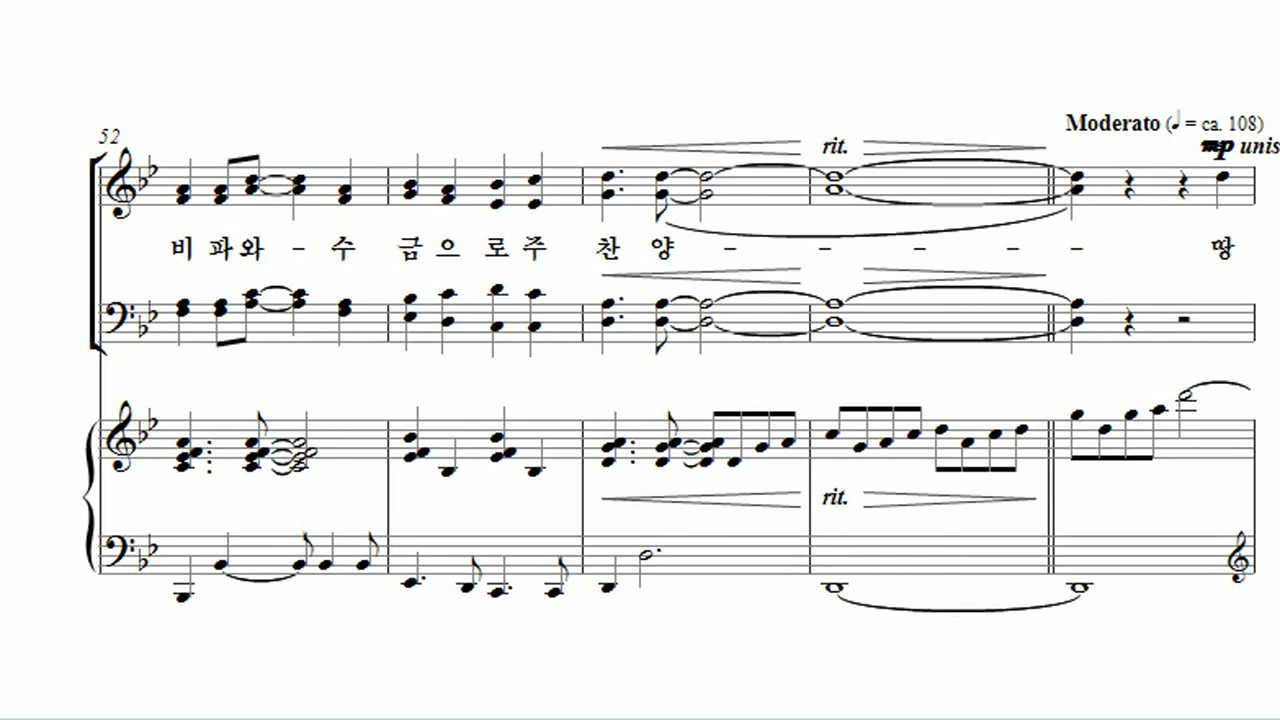 Moderato (♩ = ca. 108)
52
rit.
mp unis
비 파 와 - 수 금 으 로 주 찬 양 - - - - - 땅
rit.